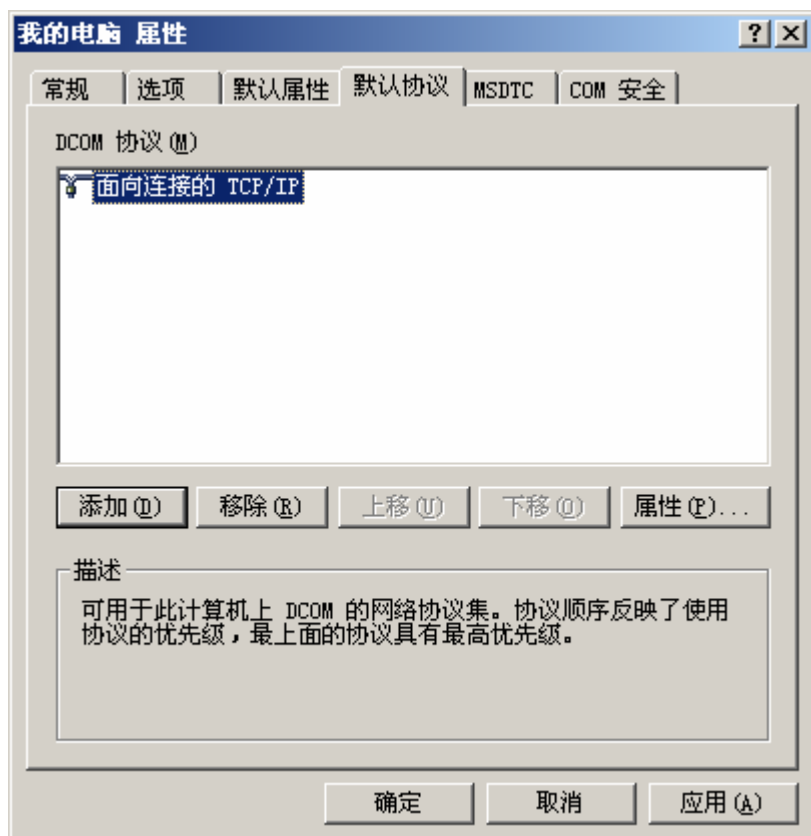 我的电脑 属性
常规 选项 默认属性 默认协议 MSDTC COM 安全
DCOM 协议(M)
面向连接的 TCP/IP
添加(D) 移除(R) 上移(U) 下移(O) 属性(P)...
描述
可用于此计算机上 DCOM 的网络协议集。协议顺序反映了使用
协议的优先级，最上面的协议具有最高优先级。
确定 取消 应用(A)